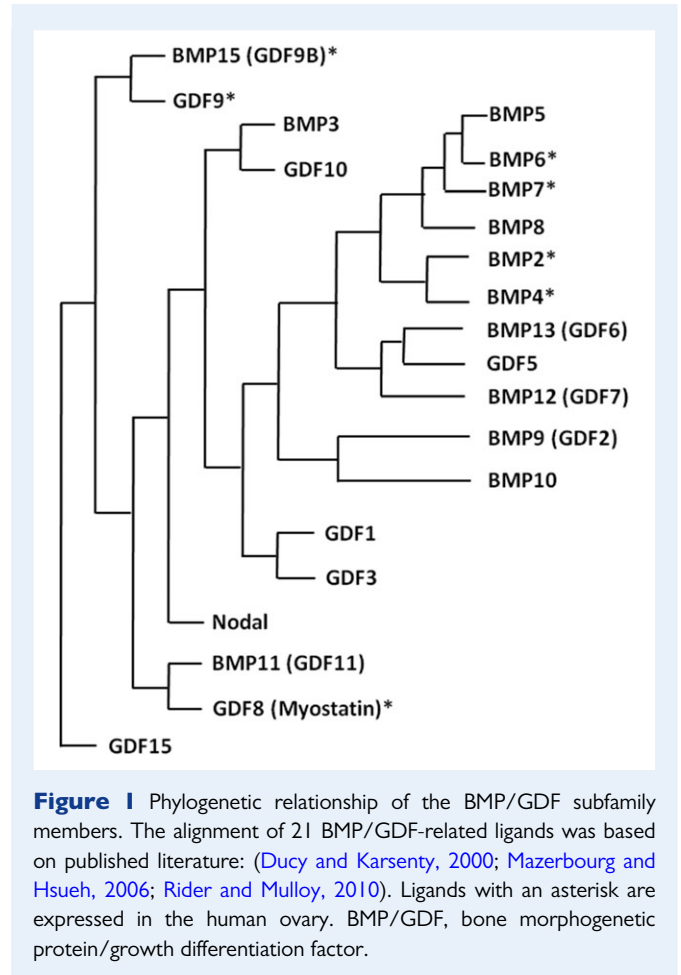 BMP15 (GDF9B)*
GDF9*
BMP3
GDF10
BMP5
BMP6*
BMP7*
BMP8
BMP2*
BMP4*
BMP13 (GDF6)
GDF5
BMP12 (GDF7)
BMP9 (GDF2)
BMP10
GDF1
GDF3
Nodal
BMP11 (GDF11)
GDF8 (Myostatin)*
GDF15
Figure 1 Phylogenetic relationship of the BMP/GDF subfamily
members. The alignment of 21 BMP/GDF-related ligands was based
on published literature: (Ducy and Karsenty, 2000; Mazerbourg and
Hsueh, 2006; Rider and Mulloy, 2010). Ligands with an asterisk are
expressed in the human ovary. BMP/GDF, bone morphogenetic
protein/growth differentiation factor.